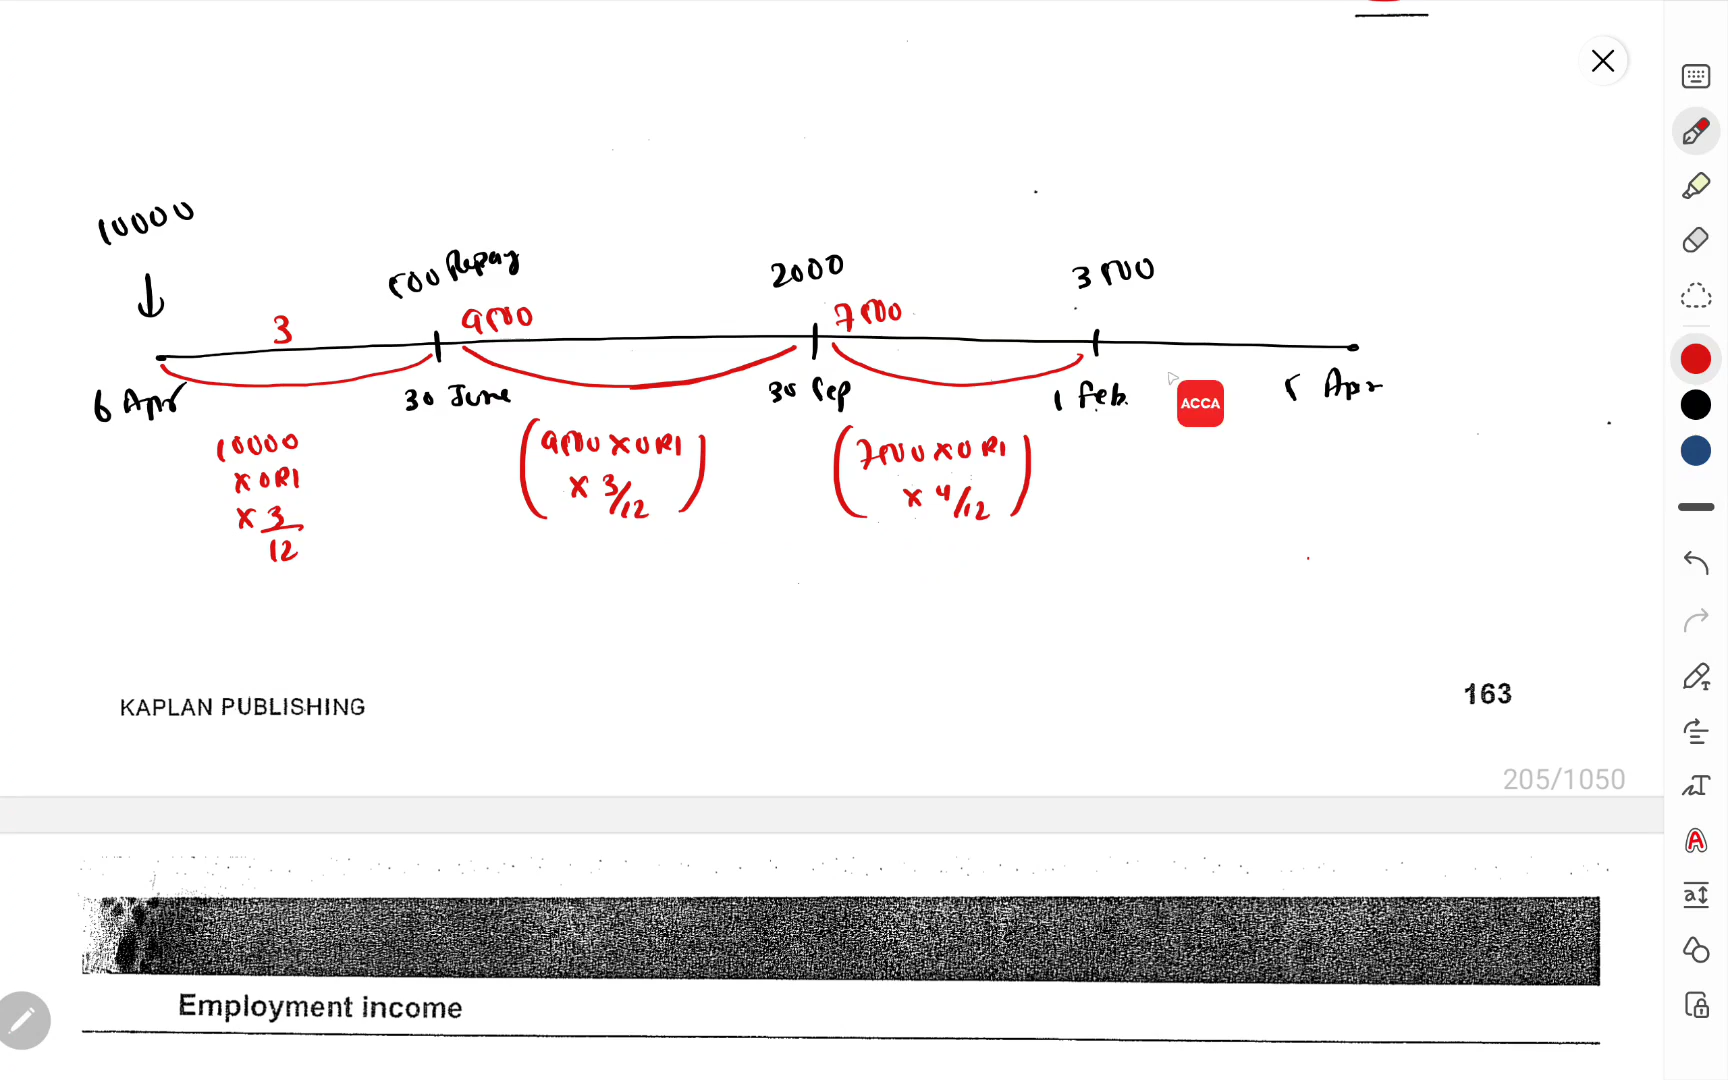 10000
500 Repay
2000
3500
3
9500
7500
6 Apr
30 June
30 Sep
1 Feb.
5 Apr
ACCA
10000
x ORI
x 3
12
(9500 x ORI
x 3/12)
(7500 x ORI
x 4/12)
KAPLAN PUBLISHING
163
205/1050
Employment income